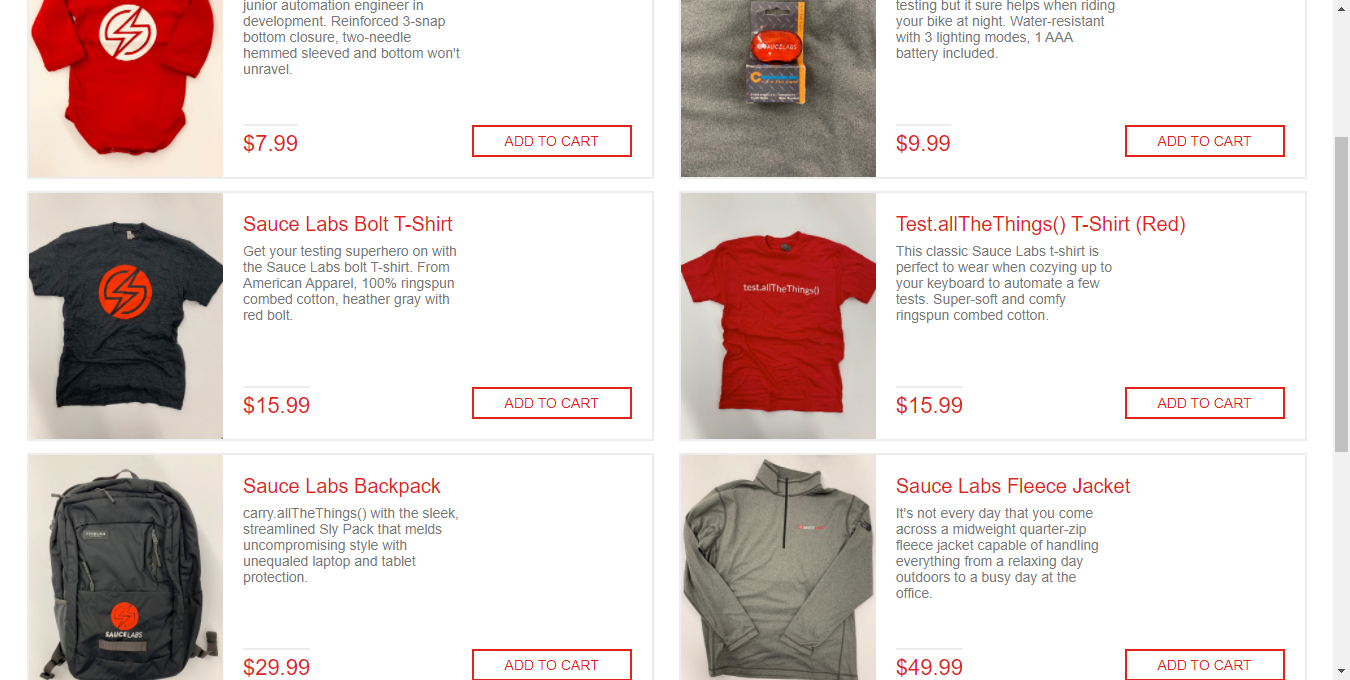 junior automation engineer in
development. Reinforced 3-snap
bottom closure, two-needle
hemmed sleeved and bottom won't
unravel.
$7.99
ADD TO CART
SAUCELABS
testing but it sure helps when riding
your bike at night. Water-resistant
with 3 lighting modes, 1 AAA
battery included.
$9.99
ADD TO CART
Sauce Labs Bolt T-Shirt
Get your testing superhero on with
the Sauce Labs bolt T-shirt. From
American Apparel, 100% ringspun
combed cotton, heather gray with
red bolt.
$15.99
ADD TO CART
test.allTheThings()
Test.allTheThings() T-Shirt (Red)
This classic Sauce Labs t-shirt is
perfect to wear when cozying up to
your keyboard to automate a few
tests. Super-soft and comfy
ringspun combed cotton.
$15.99
ADD TO CART
SAUCELABS
Sauce Labs Backpack
carry.allTheThings() with the sleek,
streamlined Sly Pack that melds
uncompromising style with
unequaled laptop and tablet
protection.
$29.99
ADD TO CART
Sauce Labs Fleece Jacket
It's not every day that you come
across a midweight quarter-zip
fleece jacket capable of handling
everything from a relaxing day
outdoors to a busy day at the
office.
$49.99
ADD TO CART